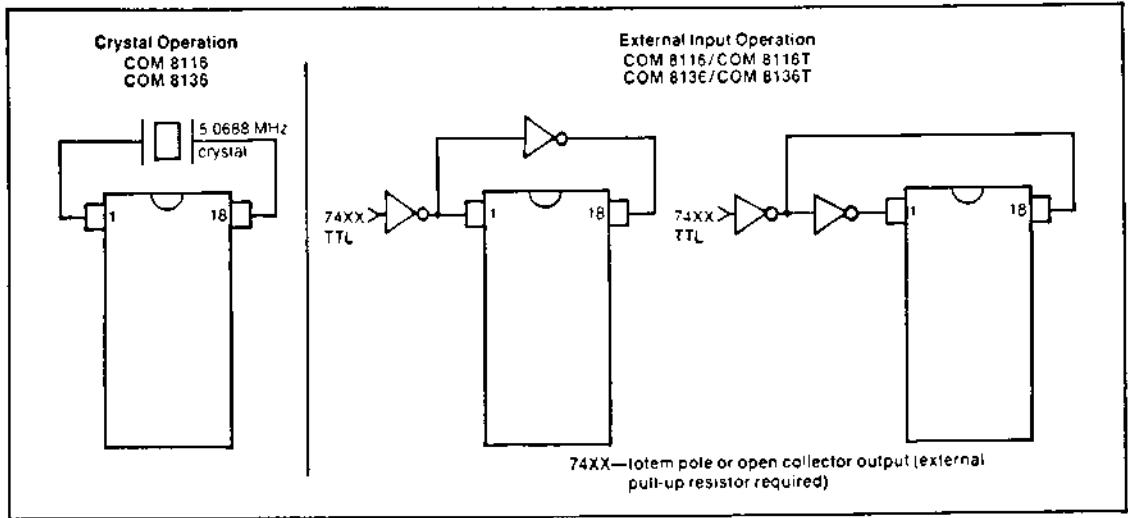 Crystal Operation
COM 8116
COM 8136
5.0688 MHz
crystal
1
18
External Input Operation
COM 8116/COM 8116T
COM 8136/COM 8136T
74XX
TTL
1
18
74XX
TTL
1
18
74XX—totem pole or open collector output (external
pull-up resistor required)